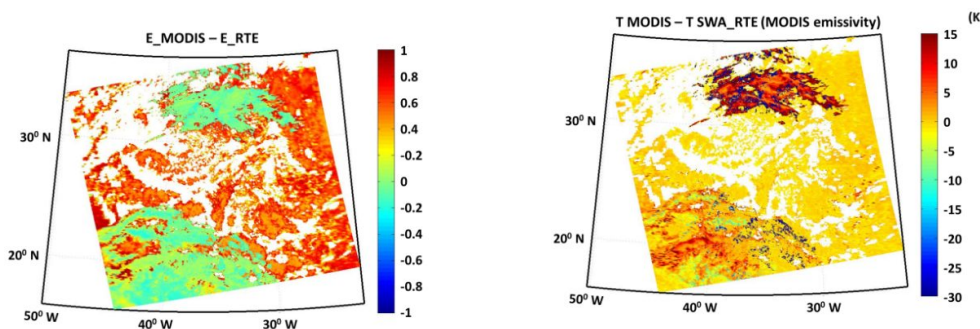 E_MODIS – E_RTE
1
0.8
0.6
0.4
-0.2
0
-0.2
-0.4
-0.6
-0.8
-1
30⁰ N
20⁰ N
50⁰ W
40⁰ W
30⁰ W
T MODIS – T SWA_RTE (MODIS emissivity)
(K
15
10
5
0
-5
-10
-15
-20
-25
-30
30⁰ N
20⁰ N
50⁰ W
40⁰ W
30⁰ W